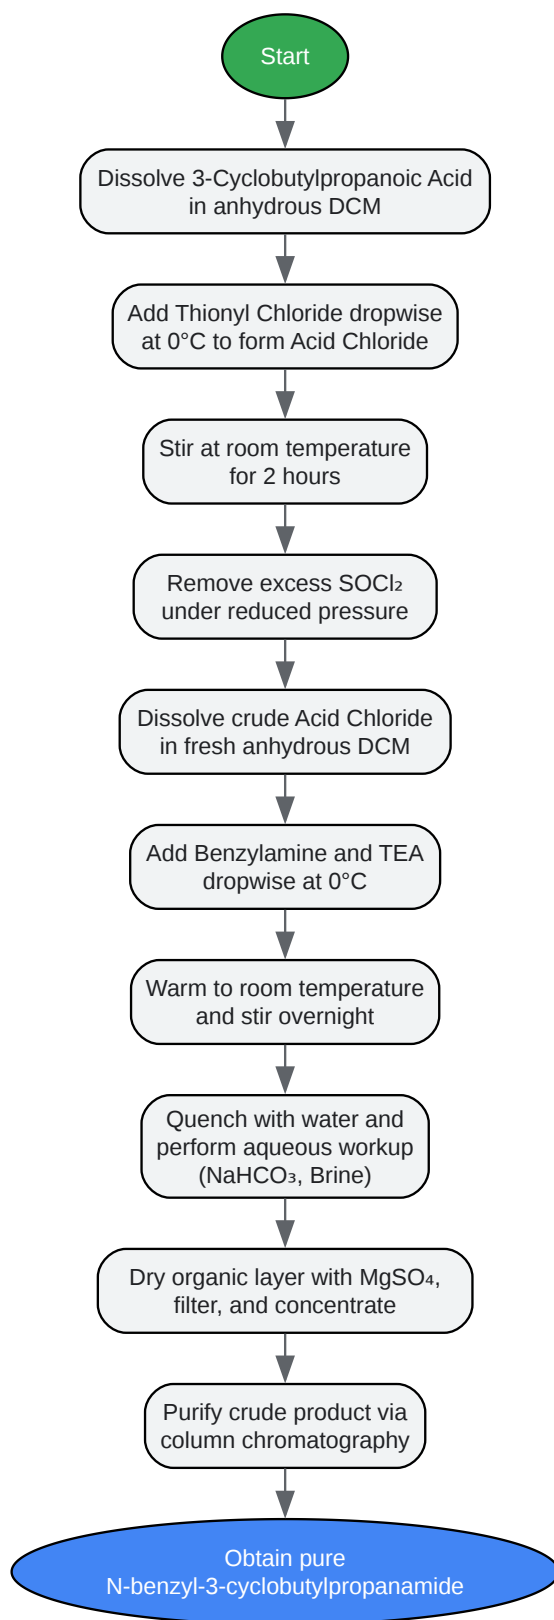 Start
Dissolve 3-Cyclobutylpropanoic Acid
in anhydrous DCM
Add Thionyl Chloride dropwise
at 0°C to form Acid Chloride
Stir at room temperature
for 2 hours
Remove excess SOCl₂
under reduced pressure
Dissolve crude Acid Chloride
in fresh anhydrous DCM
Add Benzylamine and TEA
dropwise at 0°C
Warm to room temperature
and stir overnight
Quench with water and
perform aqueous workup
(NaHCO₃, Brine)
Dry organic layer with MgSO₄,
filter, and concentrate
Purify crude product via
column chromatography
Obtain pure
N-benzyl-3-cyclobutylpropanamide